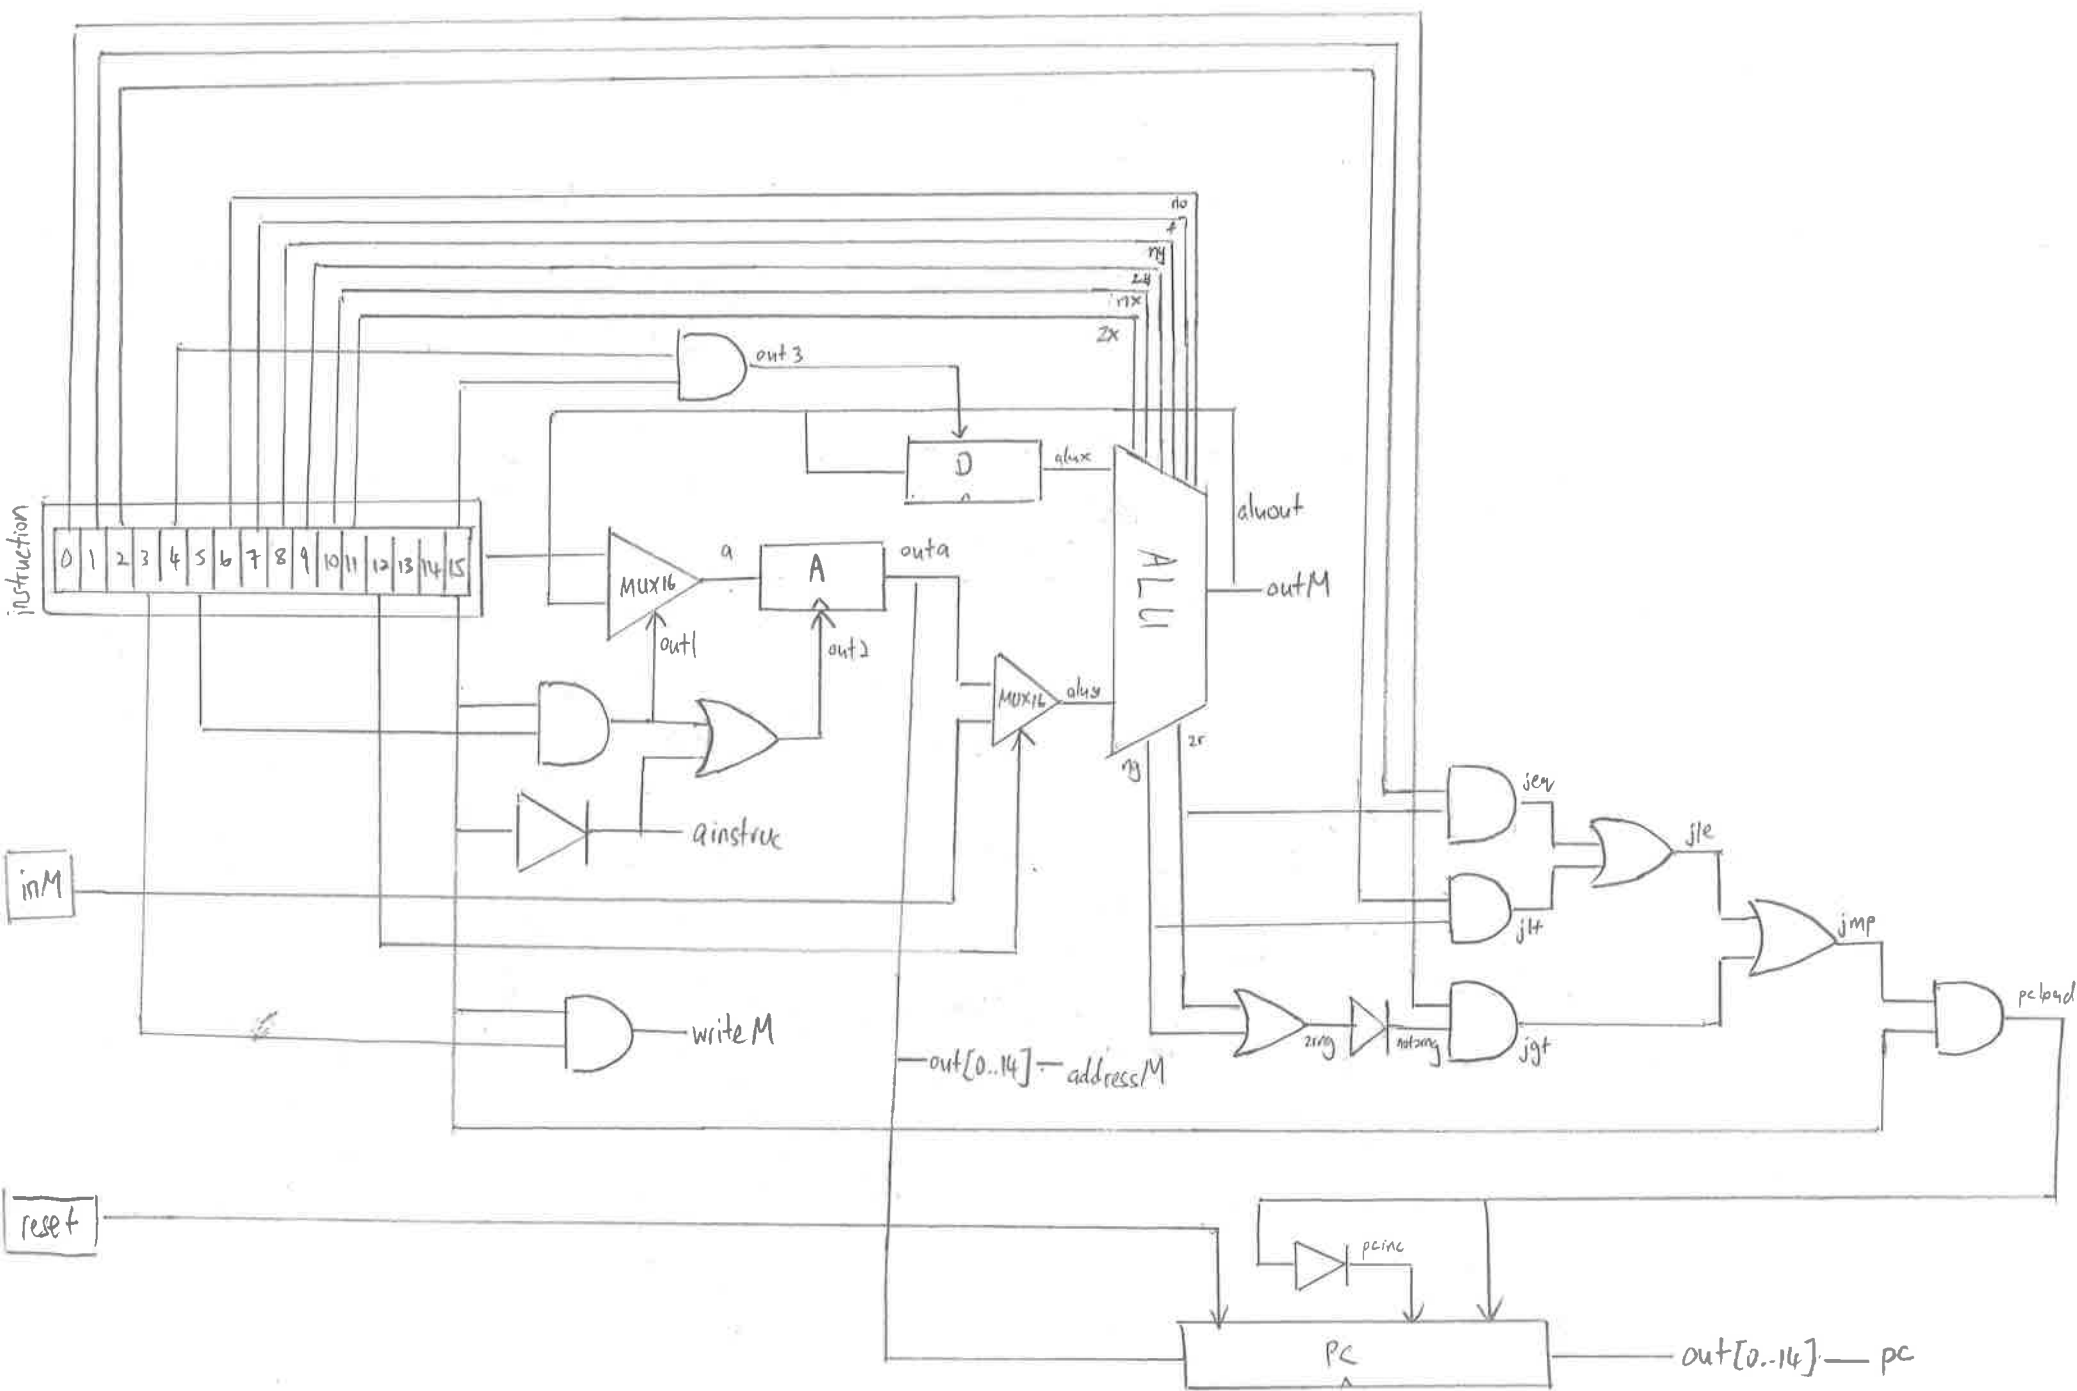 no
f
ny
zy
nx
zx
out3
D
alux
instruction
0 1 2 3 4 5 6 7 8 9 10 11 12 13 14 15
MUX16
a
A
outa
ALU
aluout
outM
out1
out2
MUX16
aluy
ng
zr
ainstruc
inM
jeq
jle
jlt
jmp
writeM
zrng
notzrng
jgt
pcload
out[0..14] — addressM
reset
pcinc
PC
out[0..14] — pc